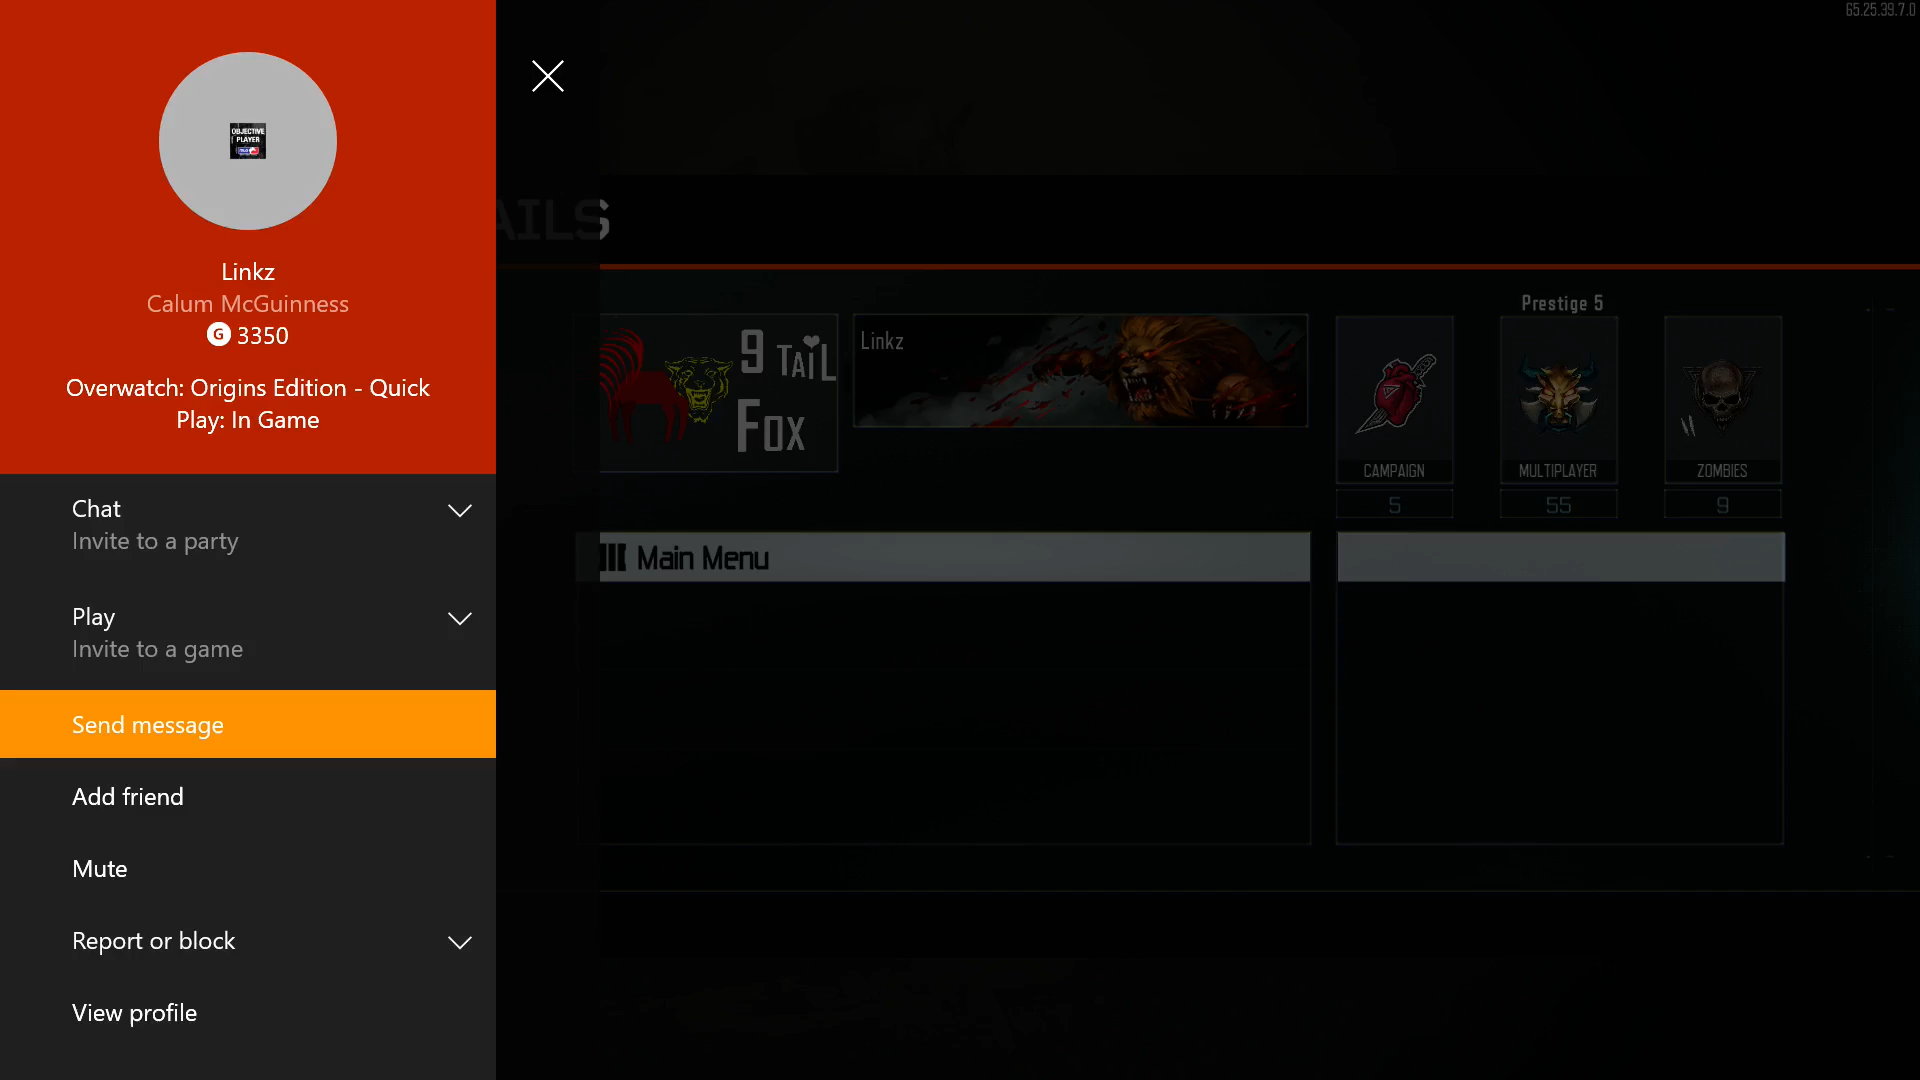 65.25.39.7.0
OBJECTIVE
PLAYER
Linkz
Calum McGuinness
G 3350
Overwatch: Origins Edition - Quick
Play: In Game
Chat
Invite to a party
Play
Invite to a game
Send message
Add friend
Mute
Report or block
View profile
AILS
9 TAIL
FOX
Linkz
Prestige 5
CAMPAIGN
MULTIPLAYER
ZOMBIES
5
55
9
Main Menu